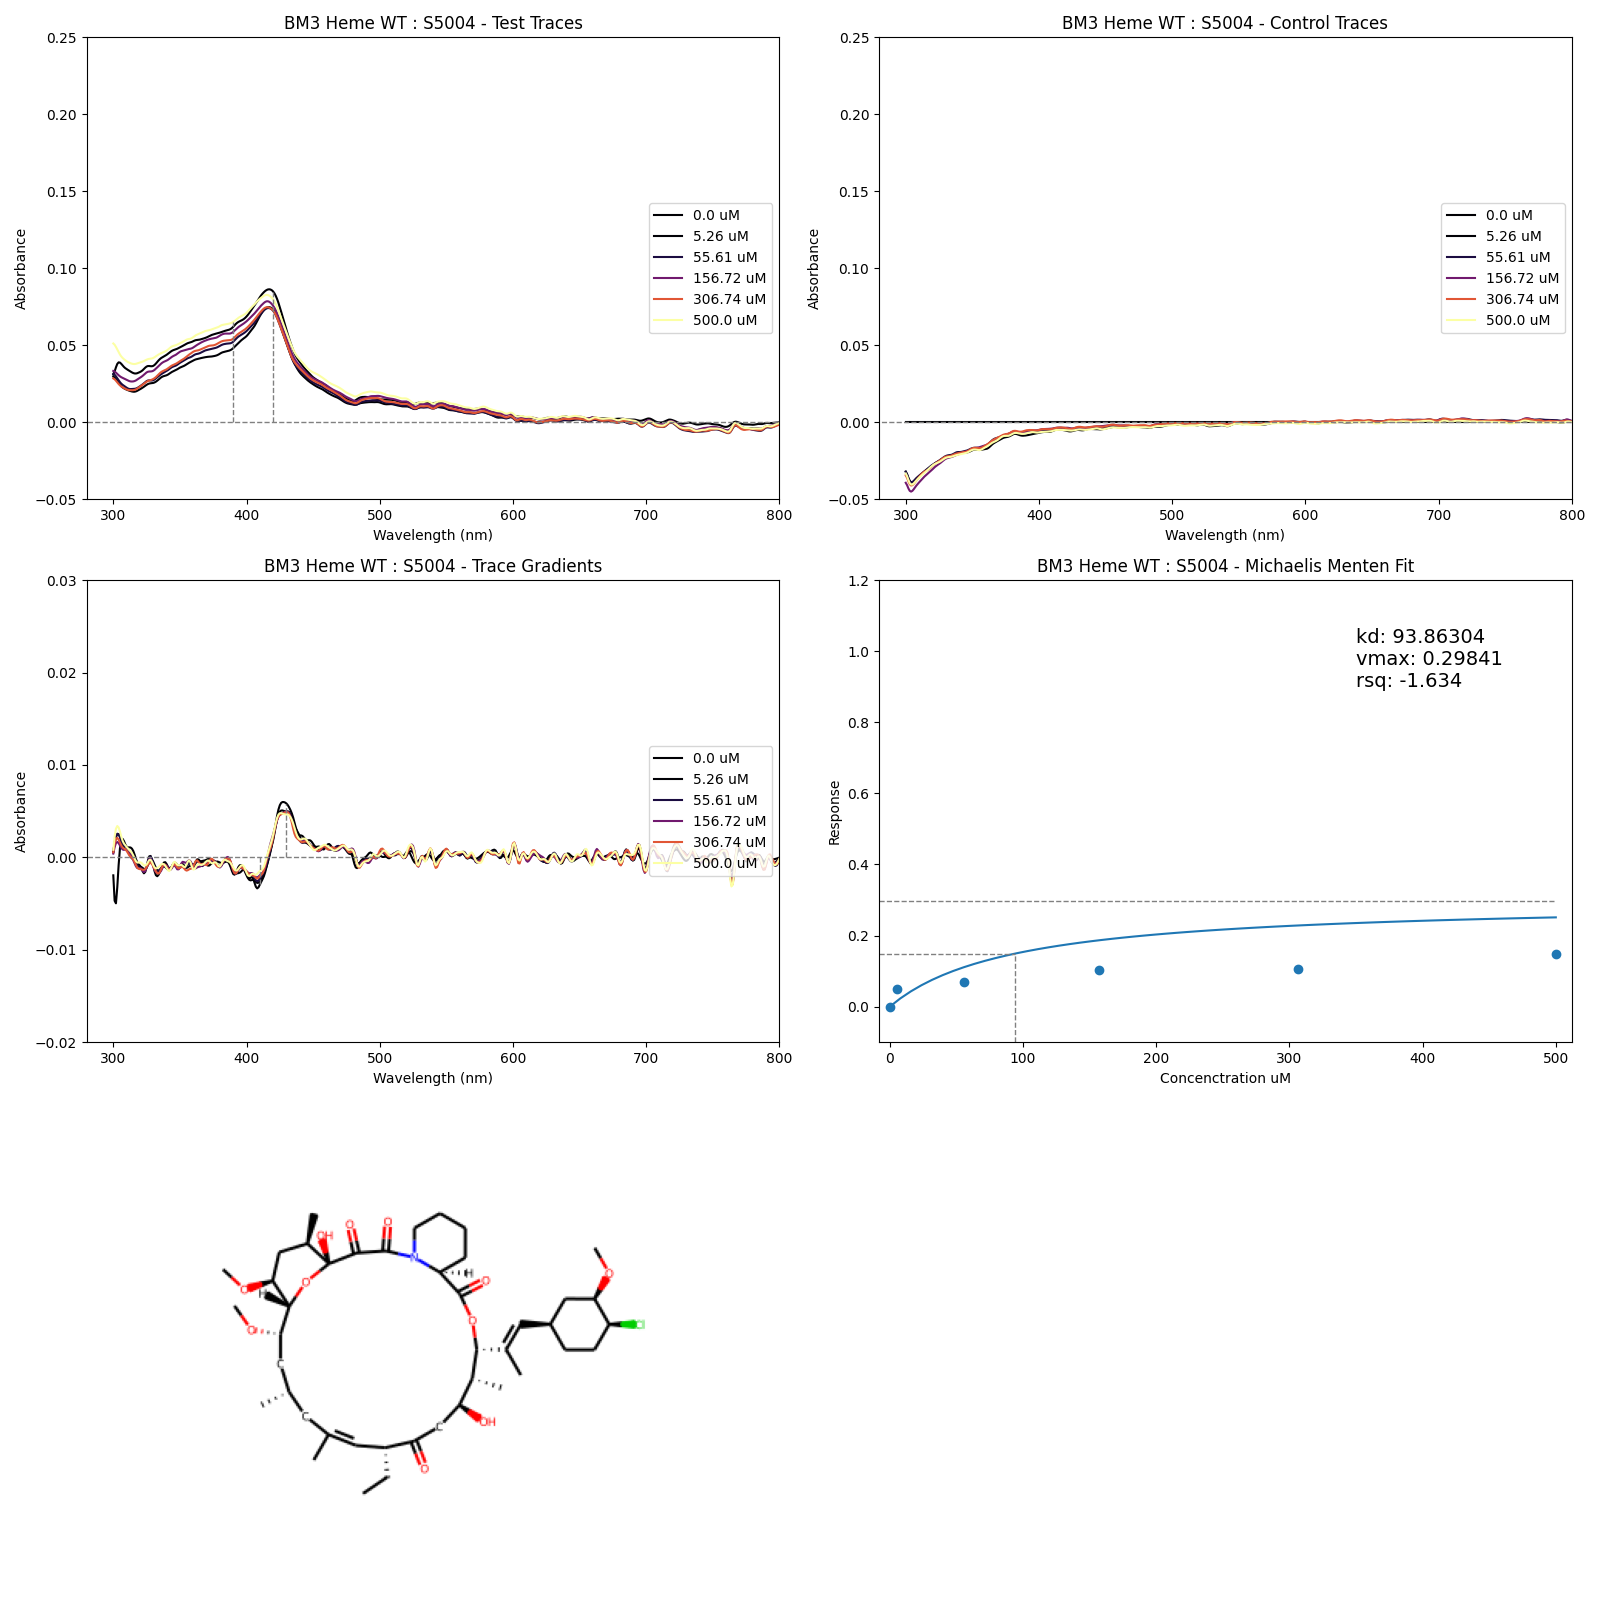 BM3 Heme WT : S5004 - Test Traces
0.25
0.20
0.15
0.10
0.05
0.00
−0.05
Absorbance
300
400
500
600
700
800
Wavelength (nm)
0.0 uM
5.26 uM
55.61 uM
156.72 uM
306.74 uM
500.0 uM
BM3 Heme WT : S5004 - Control Traces
0.25
0.20
0.15
0.10
0.05
0.00
−0.05
Absorbance
300
400
500
600
700
800
Wavelength (nm)
0.0 uM
5.26 uM
55.61 uM
156.72 uM
306.74 uM
500.0 uM
BM3 Heme WT : S5004 - Trace Gradients
0.03
0.02
0.01
0.00
−0.01
−0.02
Absorbance
300
400
500
600
700
800
Wavelength (nm)
0.0 uM
5.26 uM
55.61 uM
156.72 uM
306.74 uM
500.0 uM
BM3 Heme WT : S5004 - Michaelis Menten Fit
1.2
1.0
0.8
0.6
0.4
0.2
0.0
Response
kd: 93.86304
vmax: 0.29841
rsq: -1.634
0
100
200
300
400
500
Concenctration uM
O
O
OH
N
H
O
O
O
O
H
O
O
Cl
C
C
C
OH
O